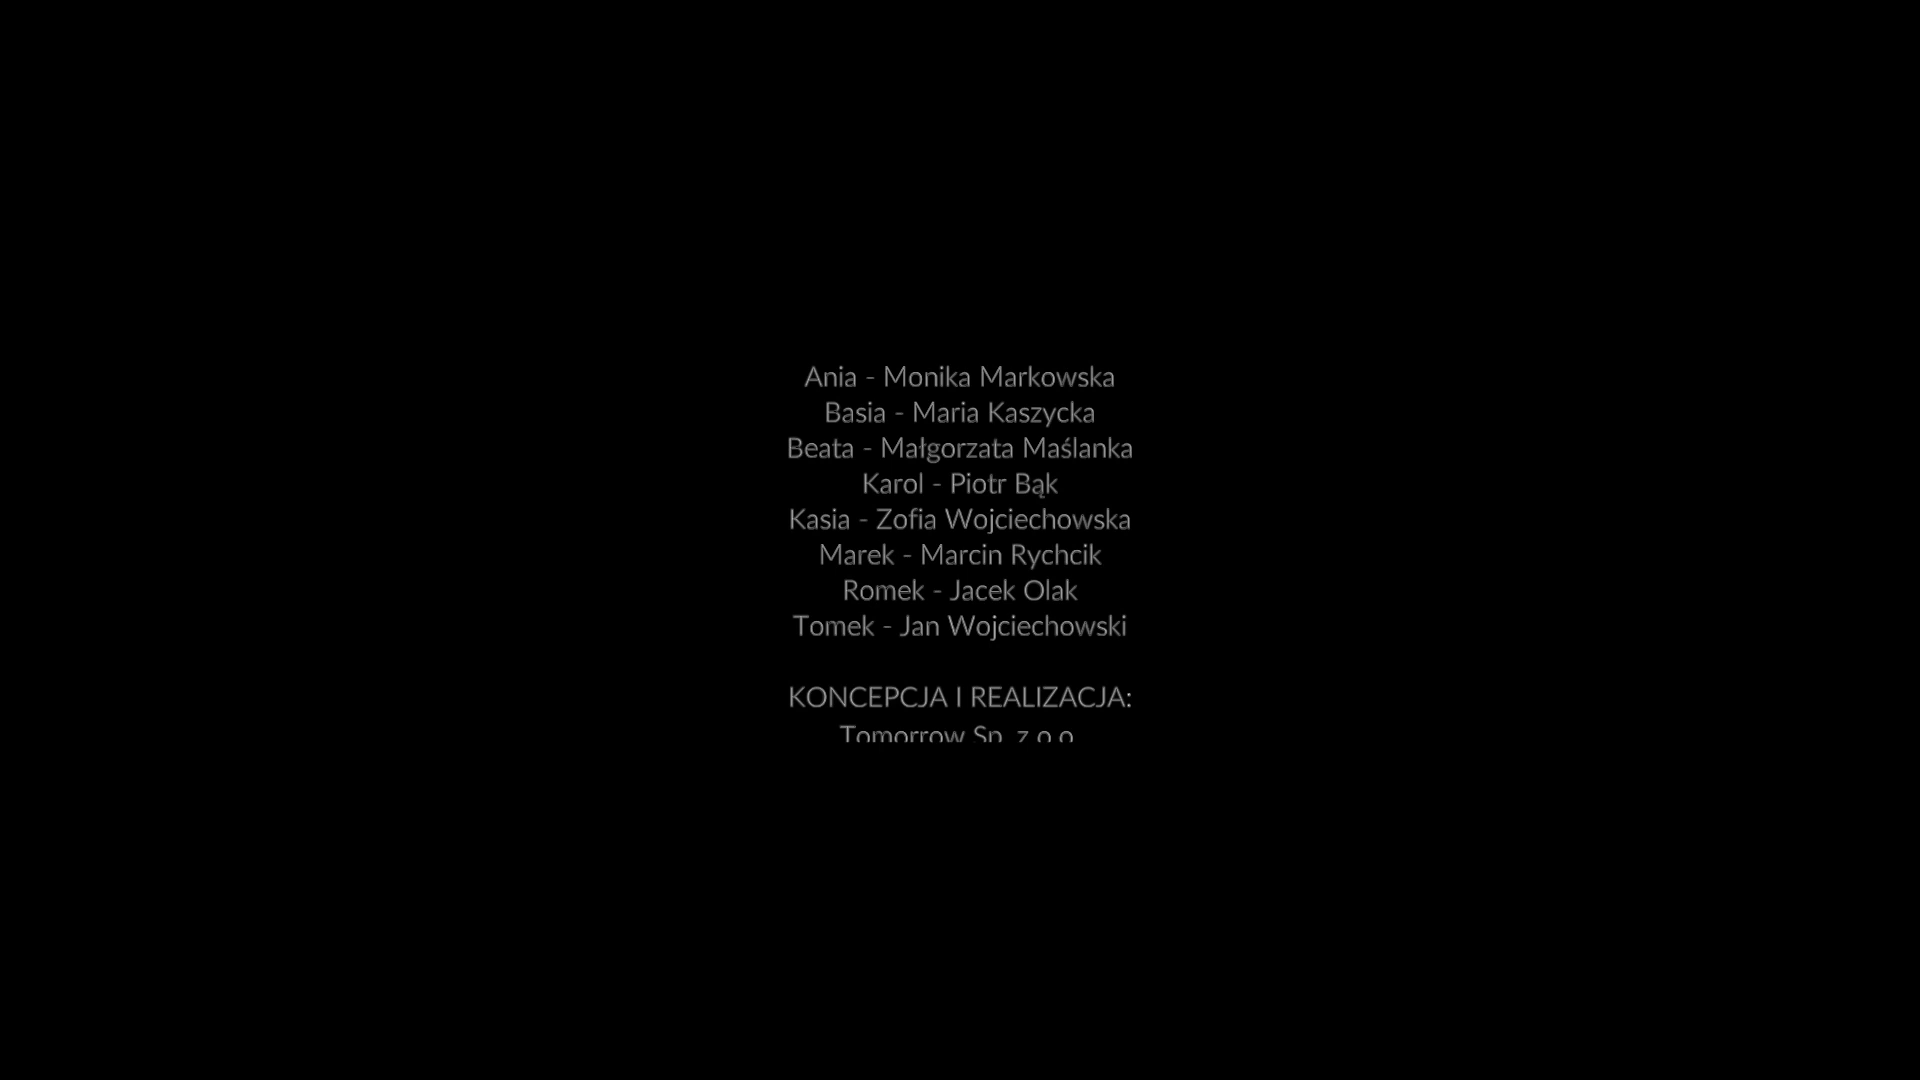 Ania - Monika Markowska
Basia - Maria Kaszycka
Beata - Małgorzata Maślanka
Karol - Piotr Bąk
Kasia - Zofia Wojciechowska
Marek - Marcin Rychcik
Romek - Jacek Olak
Tomek - Jan Wojciechowski
KONCEPCJA I REALIZACJA:
Tomorrow Sp. z o.o.